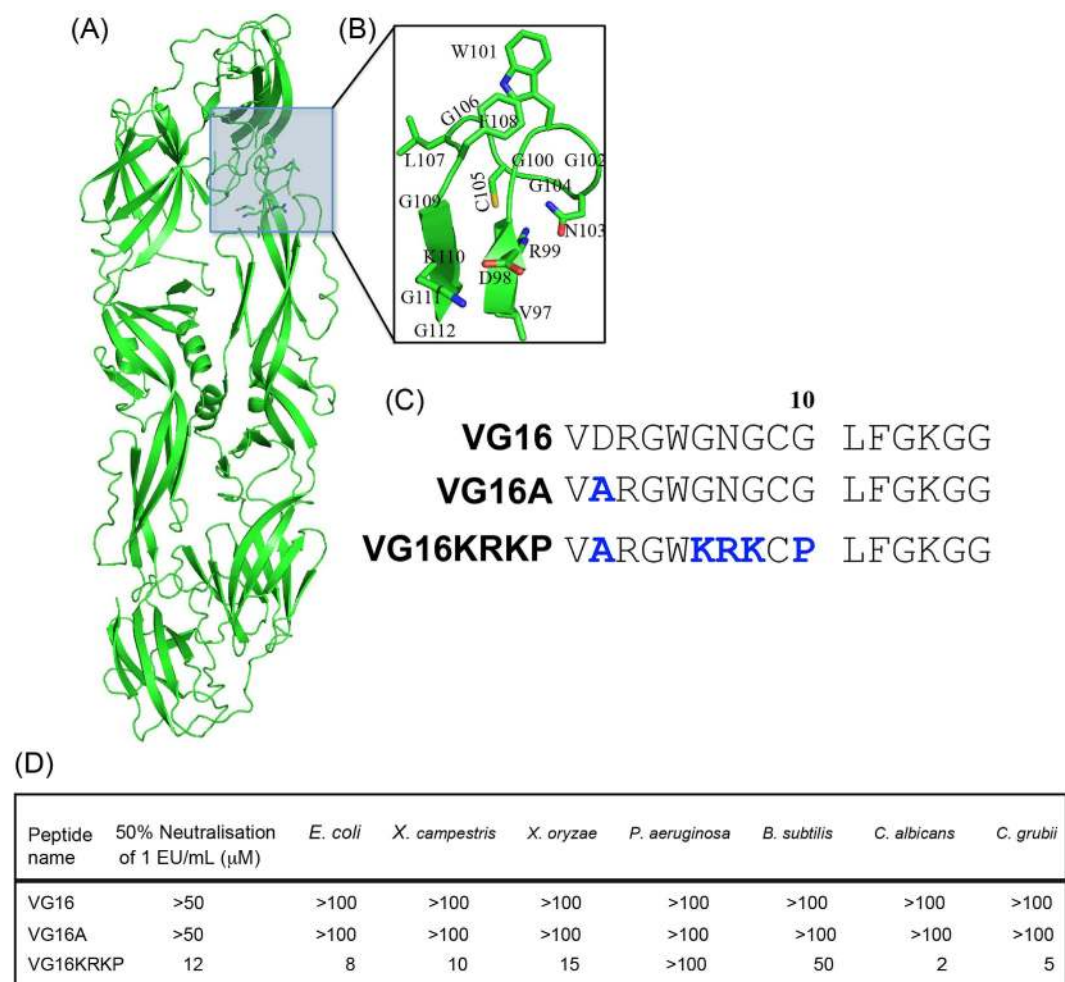 (A)
(B)
W101
G106
F108
L107
G100
G102
C105
G104
G109
N103
R99
K110
D98
G111
V97
G112
(C)
10
VG16 VDRGWGNGCG LFGKGG
VG16A VARGWGNGCG LFGKGG
VG16KRKP VARGWKRKCP LFGKGG
(D)
Peptide name 50% Neutralisation of 1 EU/mL (μM) E. coli X. campestris X. oryzae P. aeruginosa B. subtilis C. albicans C. grubii
VG16 >50 >100 >100 >100 >100 >100 >100 >100
VG16A >50 >100 >100 >100 >100 >100 >100 >100
VG16KRKP 12 8 10 15 >100 50 2 5